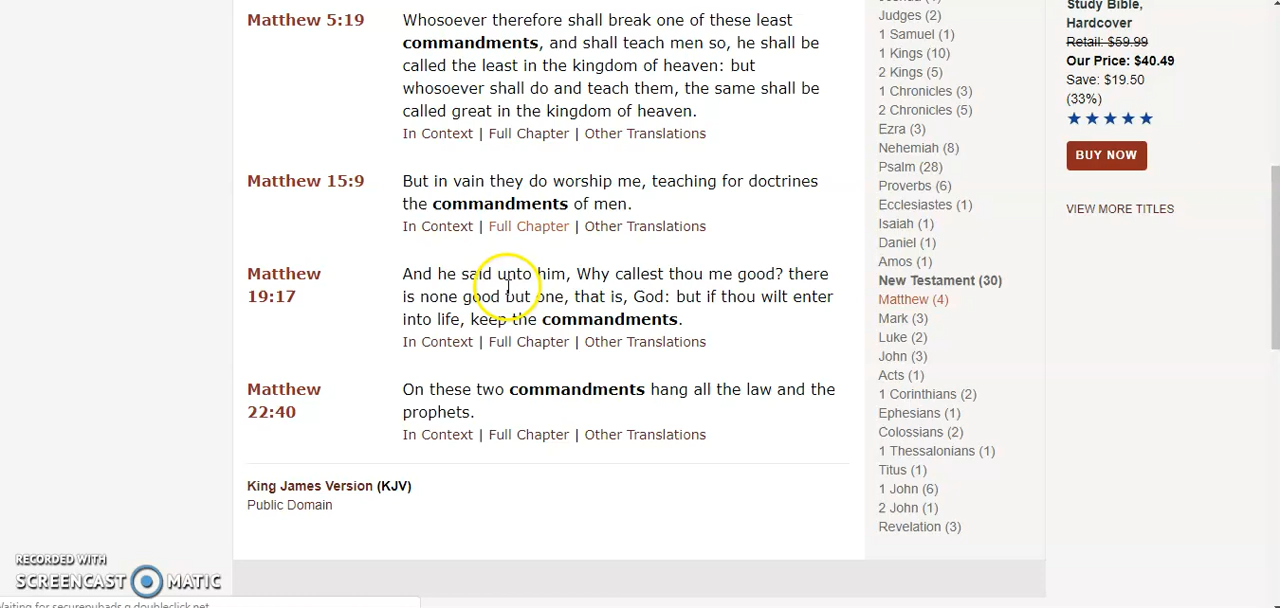 Matthew 5:19
Whosoever therefore shall break one of these least
commandments, and shall teach men so, he shall be
called the least in the kingdom of heaven: but
whosoever shall do and teach them, the same shall be
called great in the kingdom of heaven.
In Context | Full Chapter | Other Translations
Matthew 15:9
But in vain they do worship me, teaching for doctrines
the commandments of men.
In Context | Full Chapter | Other Translations
Matthew
19:17
And he said unto him, Why callest thou me good? there
is none good but one, that is, God: but if thou wilt enter
into life, keep the commandments.
In Context | Full Chapter | Other Translations
Matthew
22:40
On these two commandments hang all the law and the
prophets.
In Context | Full Chapter | Other Translations
King James Version (KJV)
Public Domain
Judges (2)
1 Samuel (1)
1 Kings (10)
2 Kings (5)
1 Chronicles (3)
2 Chronicles (5)
Ezra (3)
Nehemiah (8)
Psalm (28)
Proverbs (6)
Ecclesiastes (1)
Isaiah (1)
Daniel (1)
Amos (1)
New Testament (30)
Matthew (4)
Mark (3)
Luke (2)
John (3)
Acts (1)
1 Corinthians (2)
Ephesians (1)
Colossians (2)
1 Thessalonians (1)
Titus (1)
1 John (6)
2 John (1)
Revelation (3)
Study Bible,
Hardcover
Retail: $59.99
Our Price: $40.49
Save: $19.50
(33%)
BUY NOW
VIEW MORE TITLES
RECORDED WITH
SCREENCAST MATIC